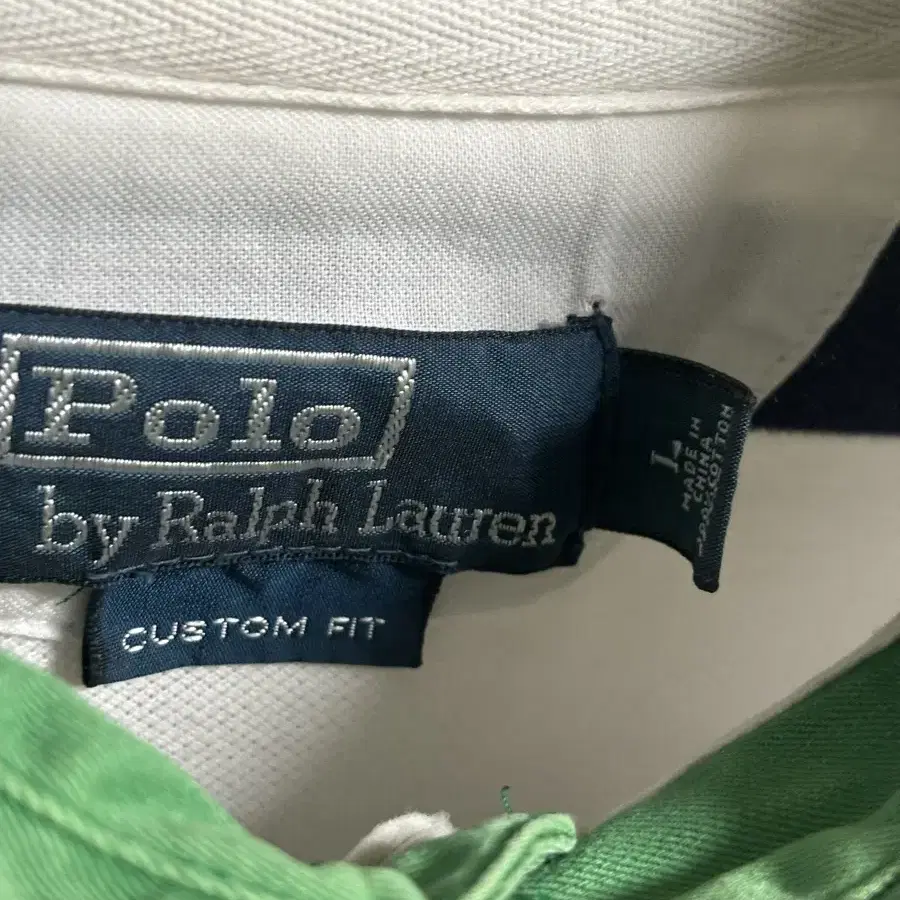 Polo
by Ralph Lauren
CUSTOM FIT
L
MADE IN
CHINA
100% COTTON